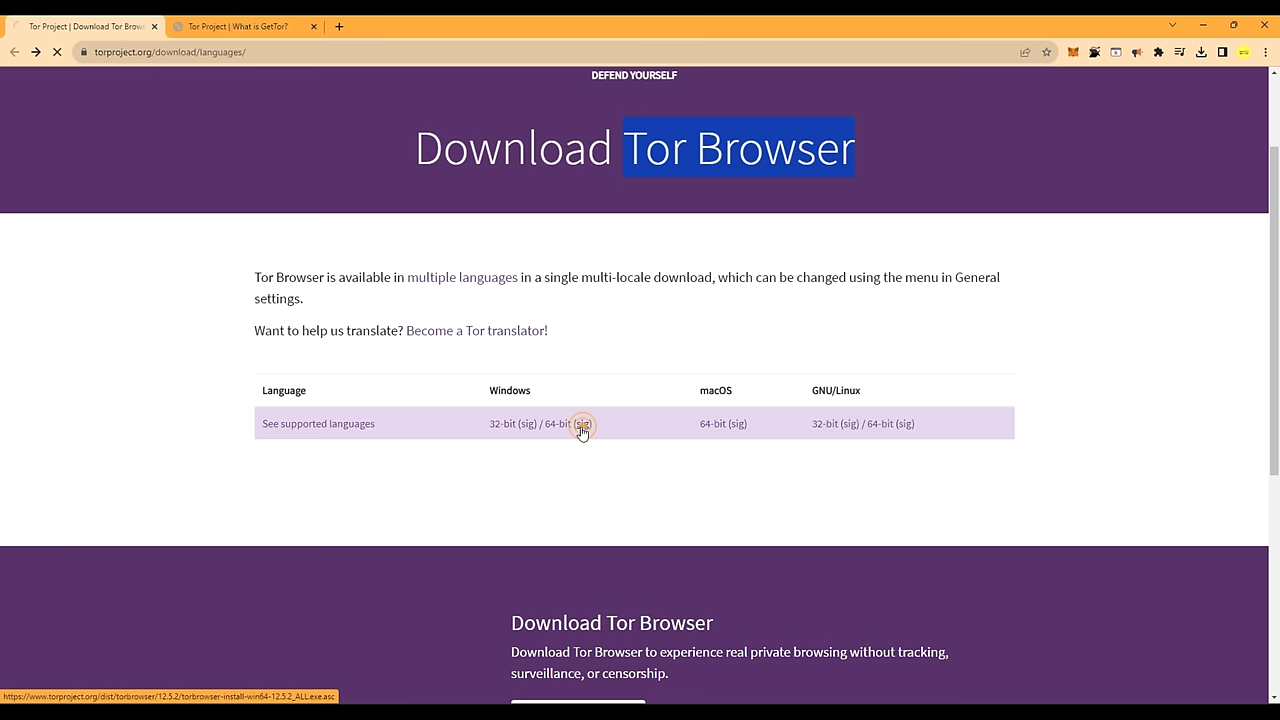 Tor Project | Download Tor Brow
Tor Project | What is GetTor?
torproject.org/download/languages/
DEFEND YOURSELF
Download Tor Browser
Tor Browser is available in multiple languages in a single multi-locale download, which can be changed using the menu in General
settings.
Want to help us translate? Become a Tor translator!
Language Windows macOS GNU/Linux
See supported languages 32-bit (sig) / 64-bit (sig) 64-bit (sig) 32-bit (sig) / 64-bit (sig)
Download Tor Browser
Download Tor Browser to experience real private browsing without tracking,
surveillance, or censorship.
https://www.torproject.org/dist/torbrowser/12.5.2/torbrowser-install-win64-12.5.2_ALL.exe.asc